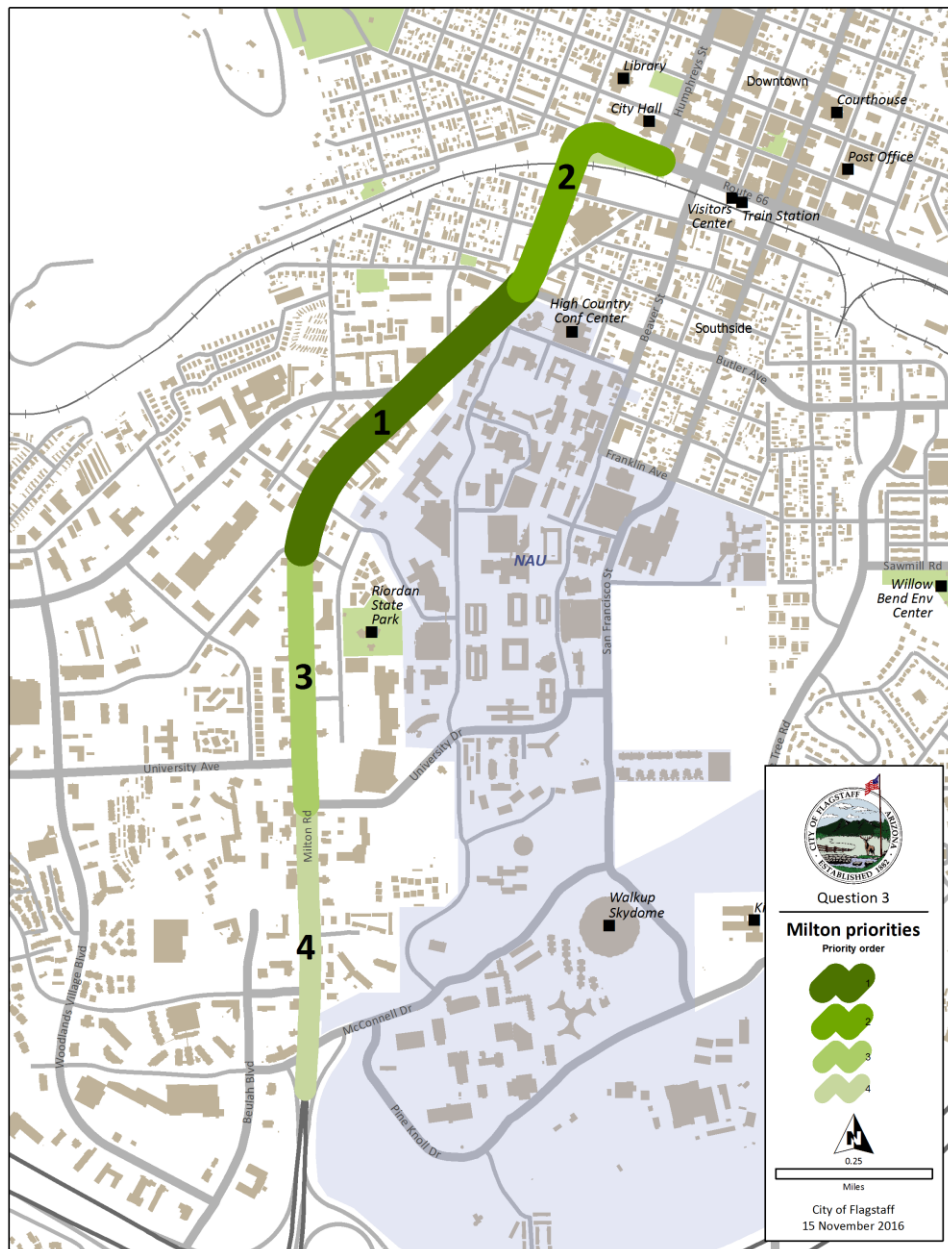 Library
Humphreys St
Downtown
City Hall
Courthouse
2
Post Office
Route 66
Visitors
Center
Train Station
High Country
Conf Center
Beaver St
Southside
Butler Ave
1
Franklin Ave
NAU
San Francisco St
Sawmill Rd
Riordan
State
Park
Willow
Bend Env
Center
3
University Dr
University Ave
Tree Rd
Milton Rd
CITY OF FLAGSTAFF
ARIZONA
ESTABLISHED 1882
Question 3
Walkup
Skydome
4
Milton priorities
Priority order
1
2
3
4
Woodlands Village Blvd
McConnell Dr
Beulah Blvd
Pine Knoll Dr
N
0.25
Miles
City of Flagstaff
15 November 2016